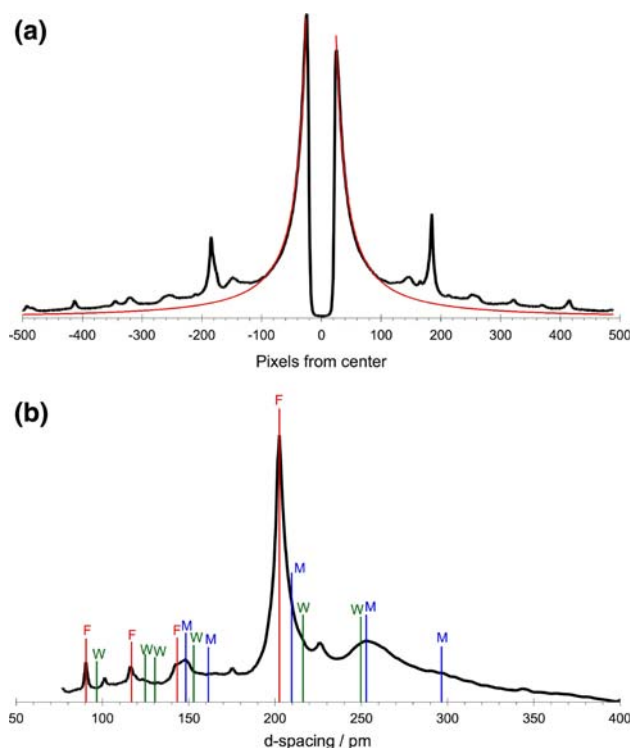 (a)
-500 -400 -300 -200 -100 0 100 200 300 400 500
Pixels from center
(b)
F
M
F W F M W W M M
W W F M W M
50 100 150 200 250 300 350 400
d-spacing / pm